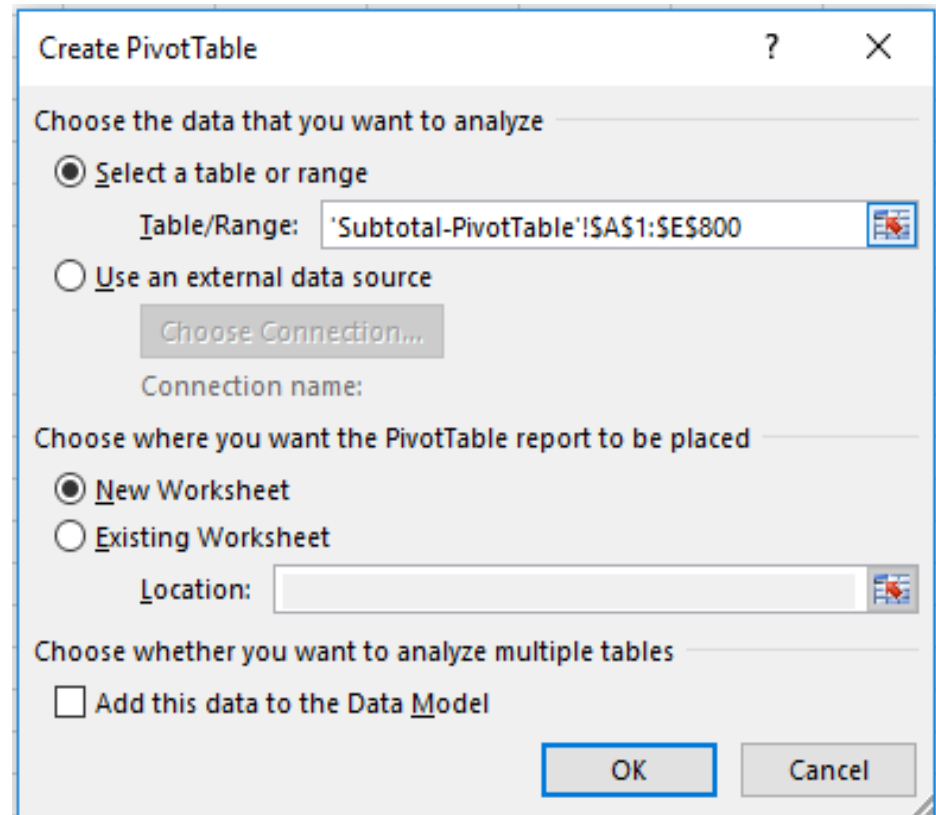 Create PivotTable ?
Choose the data that you want to analyze
Select a table or range
Table/Range: 'Subtotal-PivotTable'!$A$1:$E$800
Use an external data source
Choose Connection...
Connection name:
Choose where you want the PivotTable report to be placed
New Worksheet
Existing Worksheet
Location:
Choose whether you want to analyze multiple tables
Add this data to the Data Model
OK Cancel